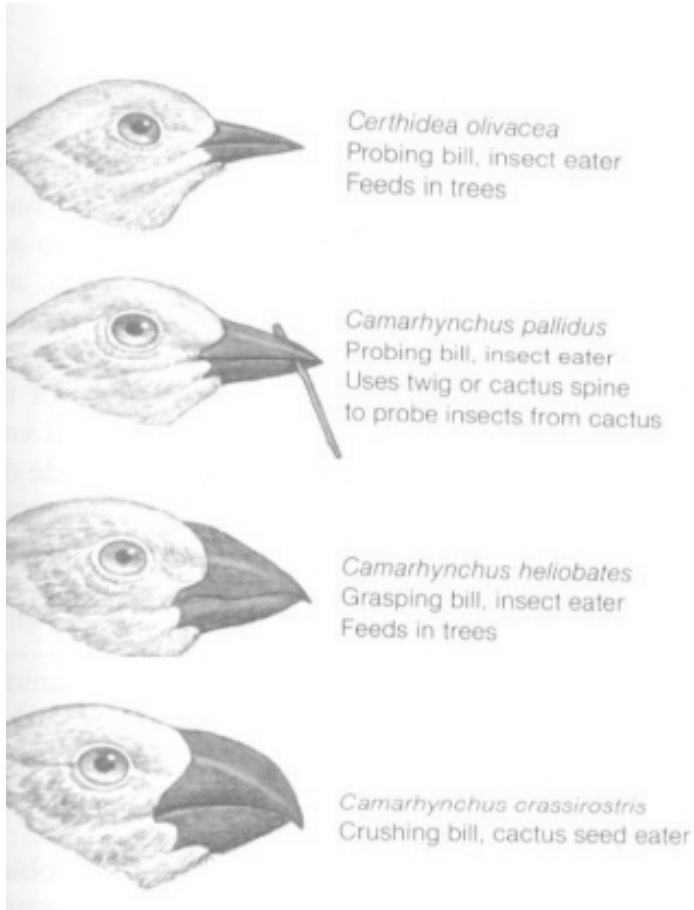 Certhidea olivacea
Probing bill, insect eater
Feeds in trees
Camarhynchus pallidus
Probing bill, insect eater
Uses twig or cactus spine
to probe insects from cactus
Camarhynchus heliobates
Grasping bill, insect eater
Feeds in trees
Camarhynchus crassirostris
Crushing bill, cactus seed eater